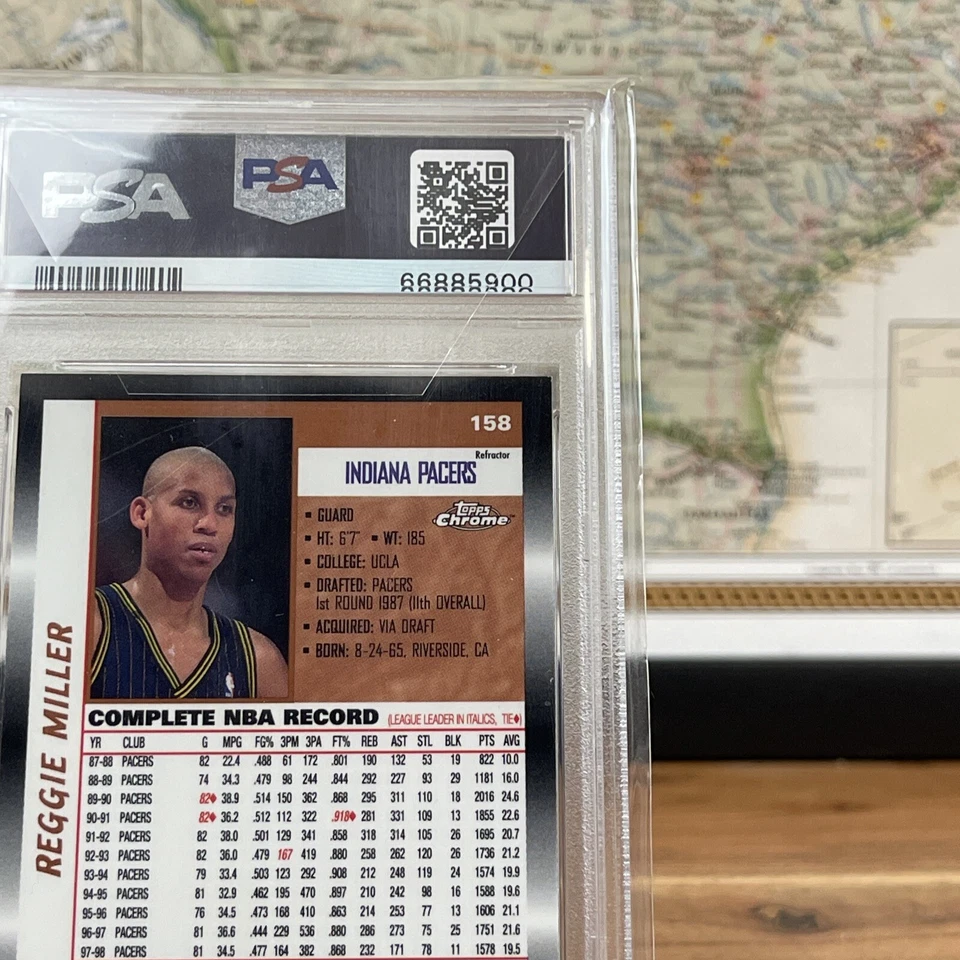 PSA
PSA
66885900
158
Refractor
INDIANA PACERS
Topps
Chrome™
▪ GUARD
▪ HT: 6'7" ▪ WT: 185
▪ COLLEGE: UCLA
▪ DRAFTED: PACERS
1st ROUND 1987 (11th OVERALL)
▪ ACQUIRED: VIA DRAFT
▪ BORN: 8-24-65, RIVERSIDE, CA
REGGIE MILLER
COMPLETE NBA RECORD (LEAGUE LEADER IN ITALICS, TIE♦)
YR CLUB G MPG FG% 3PM 3PA FT% REB AST STL BLK PTS AVG
87-88 PACERS 82 22.4 .488 61 172 .801 190 132 53 19 822 10.0
88-89 PACERS 74 34.3 .479 98 244 .844 292 227 93 29 1181 16.0
89-90 PACERS 82♦ 38.9 .514 150 362 .868 295 311 110 18 2016 24.6
90-91 PACERS 82♦ 36.2 .512 112 322 .918♦ 281 331 109 13 1855 22.6
91-92 PACERS 82 38.0 .501 129 341 .858 318 314 105 26 1695 20.7
92-93 PACERS 82 36.0 .479 167 419 .880 258 262 120 26 1736 21.2
93-94 PACERS 79 33.4 .503 123 292 .908 212 248 119 24 1574 19.9
94-95 PACERS 81 32.9 .462 195 470 .897 210 242 98 16 1588 19.6
95-96 PACERS 76 34.5 .473 168 410 .863 214 253 77 13 1606 21.1
96-97 PACERS 81 36.6 .444 229 536 .880 286 273 75 25 1751 21.6
97-98 PACERS 81 34.5 .477 164 382 .868 232 171 78 11 1578 19.5